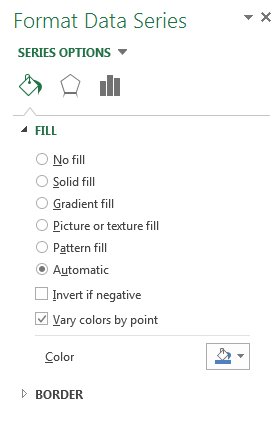 Format Data Series
SERIES OPTIONS
FILL
No fill
Solid fill
Gradient fill
Picture or texture fill
Pattern fill
Automatic
Invert if negative
Vary colors by point
Color
BORDER